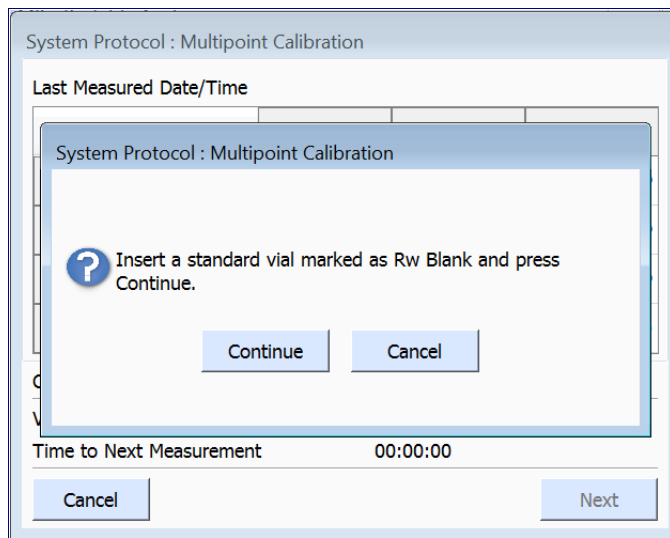 System Protocol : Multipoint Calibration
Last Measured Date/Time
System Protocol : Multipoint Calibration
Insert a standard vial marked as Rw Blank and press
Continue.
Continue
Cancel
Time to Next Measurement 00:00:00
Cancel
Next